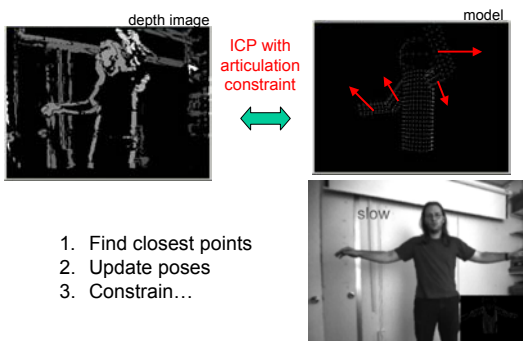 depth image
model
ICP with
articulation
constraint
slow
1. Find closest points
2. Update poses
3. Constrain…